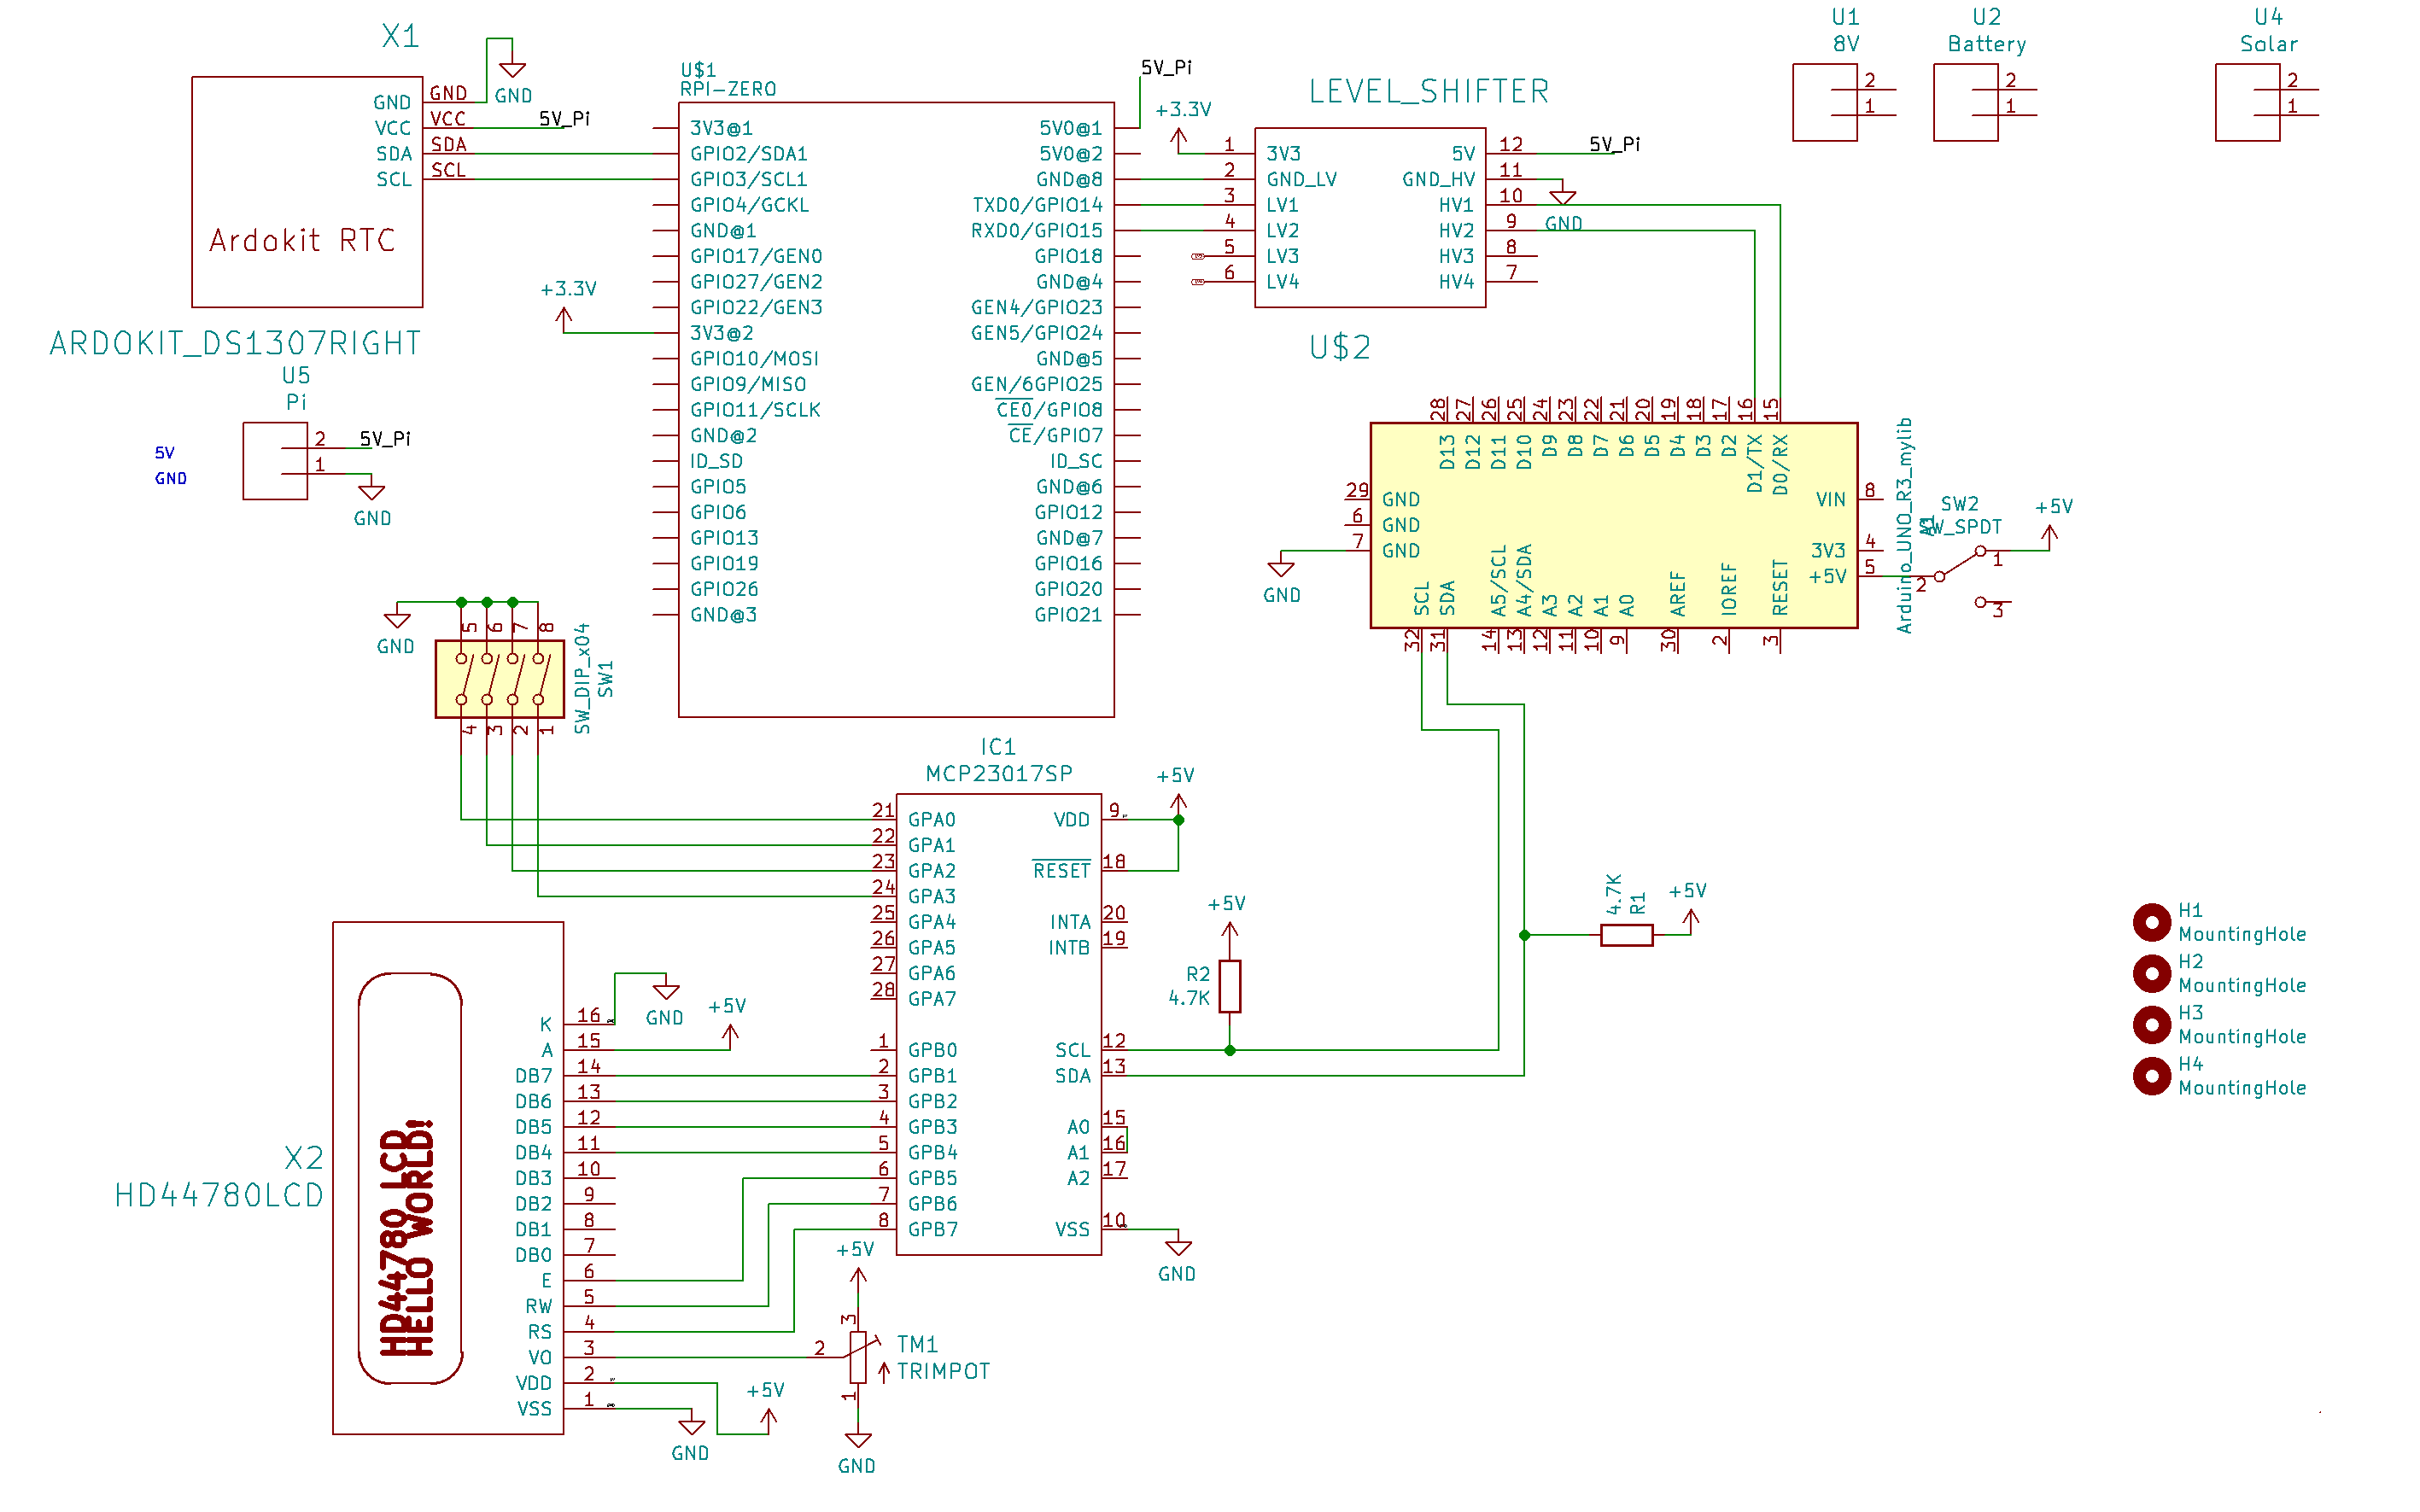 X1
GND
GND
GND
VCC
5V_Pi
VCC
SDA
SDA
SCL
SCL
Ardokit RTC
ARDOKIT_DS1307RIGHT
U5
Pi
2
5V_Pi
1
5V
GND
GND
U$1
RPI-ZERO
3V3@1
GPIO2/SDA1
GPIO3/SCL1
GPIO4/GCKL
GND@1
GPIO17/GEN0
GPIO27/GEN2
GPIO22/GEN3
3V3@2
GPIO10/MOSI
GPIO9/MISO
GPIO11/SCLK
GND@2
ID_SD
GPIO5
GPIO6
GPIO13
GPIO19
GPIO26
GND@3
+3.3V
5V_Pi
5V0@1
5V0@2
GND@8
TXD0/GPIO14
RXD0/GPIO15
GPIO18
GND@4
GEN4/GPIO23
GEN5/GPIO24
GND@5
GEN/6GPIO25
CE0/GPIO8
CE/GPIO7
ID_SC
GND@6
GPIO12
GND@7
GPIO16
GPIO20
GPIO21
LEVEL_SHIFTER
+3.3V
1 3V3
2 GND_LV
3 LV1
4 LV2
5 LV3
6 LV4
5V 12
GND_HV 11
HV1 10
HV2 9
HV3 8
HV4 7
5V_Pi
GND
U$2
U1
8V
2
1
U2
Battery
2
1
U4
Solar
2
1
28 27 26 25 24 23 22 21 20 19 18 17 16 15
D13 D12 D11 D10 D9 D8 D7 D6 D5 D4 D3 D2 D1/TX D0/RX
29 GND
6 GND
7 GND
GND
VIN 8
3V3 4
+5V 5
SCL SDA A5/SCL A4/SDA A3 A2 A1 A0 AREF IOREF RESET
32 31 14 13 12 11 10 9 30 2 3
Arduino_UNO_R3_mylib
SW2
SW_SPDT
+5V
1
2
3
GND
5 6 7 8
4 3 2 1
SW_DIP_x04
SW1
IC1
MCP23017SP
21 GPA0
22 GPA1
23 GPA2
24 GPA3
25 GPA4
26 GPA5
27 GPA6
28 GPA7
1 GPB0
2 GPB1
3 GPB2
4 GPB3
5 GPB4
6 GPB5
7 GPB6
8 GPB7
VDD 9
RESET 18
INTA 20
INTB 19
SCL 12
SDA 13
A0 15
A1 16
A2 17
VSS 10
+5V
GND
+5V
R2
4.7K
4.7K
R1
+5V
H1
MountingHole
H2
MountingHole
H3
MountingHole
H4
MountingHole
X2
HD44780LCD
HD44780 LCD
HELLO WORLD!
K 16
A 15
DB7 14
DB6 13
DB5 12
DB4 11
DB3 10
DB2 9
DB1 8
DB0 7
E 6
RW 5
RS 4
VO 3
VDD 2
VSS 1
GND
+5V
+5V
GND
+5V
3
2
1
TM1
TRIMPOT
GND